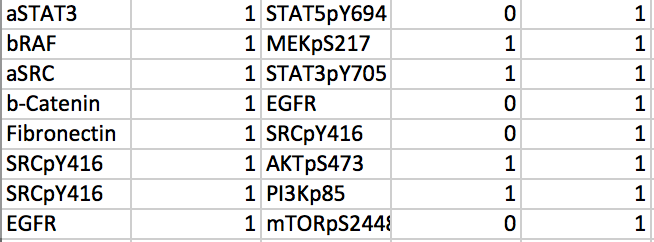 aSTAT3 1 STAT5pY694 0 1
bRAF 1 MEKpS217 1 1
aSRC 1 STAT3pY705 1 1
b-Catenin 1 EGFR 0 1
Fibronectin 1 SRCpY416 0 1
SRCpY416 1 AKTpS473 1 1
SRCpY416 1 PI3Kp85 1 1
EGFR 1 mTORpS2448 0 1